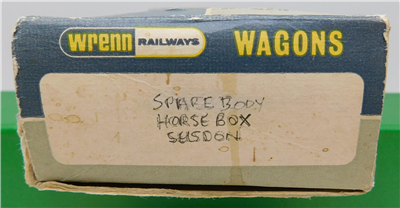 wrenn RAILWAYS WAGONS
SPARE BODY
HORSE BOX
SELSDON